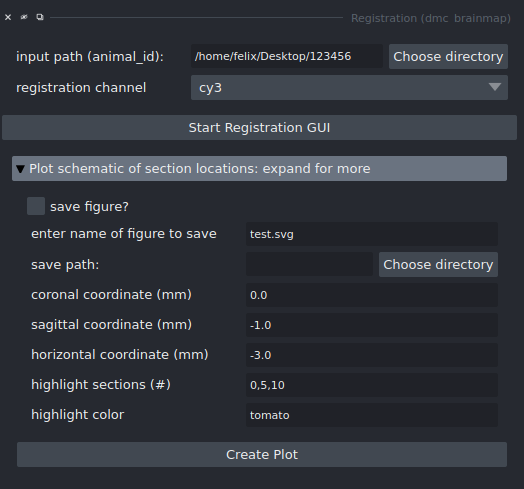 Registration (dmc_brainmap)
input path (animal_id): /home/felix/Desktop/123456 Choose directory
registration channel cy3
Start Registration GUI
Plot schematic of section locations: expand for more
save figure?
enter name of figure to save test.svg
save path: Choose directory
coronal coordinate (mm) 0.0
sagittal coordinate (mm) -1.0
horizontal coordinate (mm) -3.0
highlight sections (#) 0,5,10
highlight color tomato
Create Plot